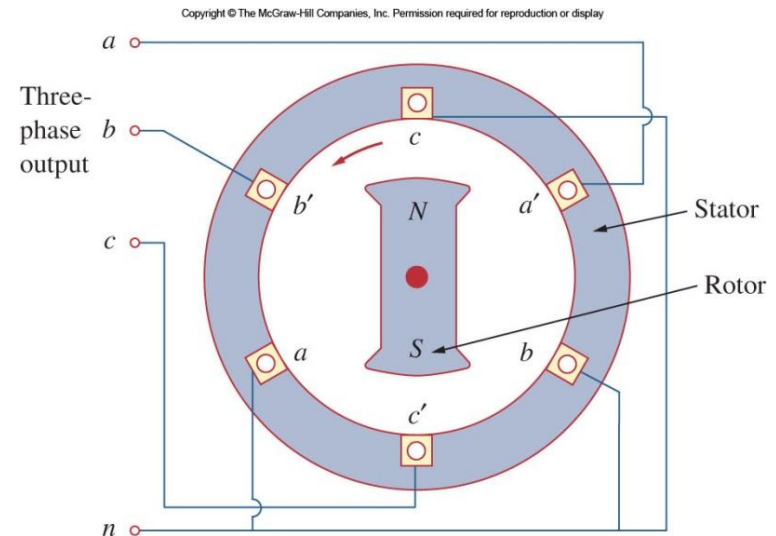 Copyright © The McGraw-Hill Companies, Inc. Permission required for reproduction or display
a
Three-
phase
output
b
c
n
c
b′
a′
N
S
a
b
c′
Stator
Rotor